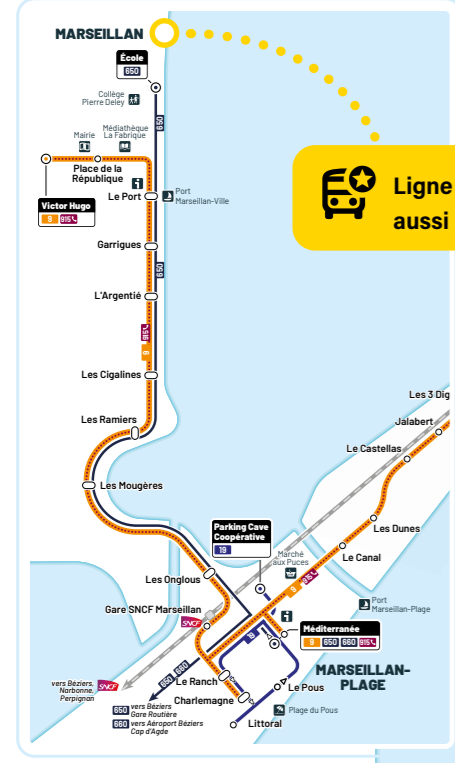 MARSEILLAN
École
650
Collège
Pierre Deley
650
Médiathèque
La Fabrique
Mairie
Place de la
République
Victor Hugo
9 915
Le Port
Port
Marseillan-Ville
Ligne
aussi
Garrigues
650
L'Argentié
915
9
Les Cigalines
Les 3 Dig
Jalabert
Les Ramiers
Le Castellas
Les Mougères
Parking Cave
Coopérative
19
Les Dunes
Marché
aux Puces
Le Canal
Les Onglous
9 915
Gare SNCF Marseillan
SNCF
Port
Marseillan-Plage
19
Méditerranée
9 650 660 915
MARSEILLAN-
PLAGE
650 660
Le Ranch
Le Pous
SNCF
vers Béziers,
Narbonne,
Perpignan
Charlemagne
Plage du Pous
Littoral
650 vers Béziers
Gare Routière
660 vers Aéroport Béziers
Cap d'Agde